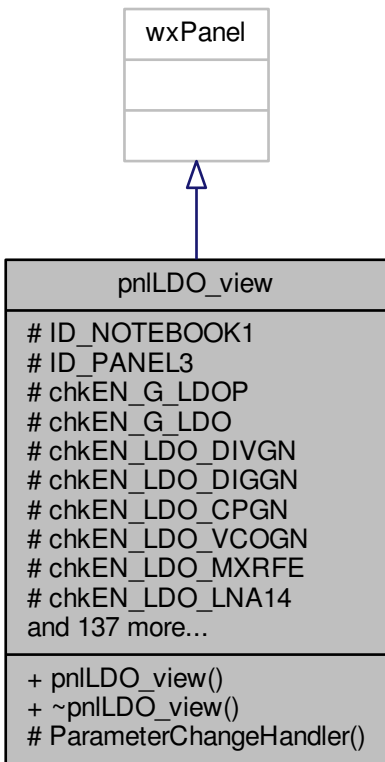 wxPanel
pnlLDO_view
# ID_NOTEBOOK1
# ID_PANEL3
# chkEN_G_LDOP
# chkEN_G_LDO
# chkEN_LDO_DIVGN
# chkEN_LDO_DIGGN
# chkEN_LDO_CPGN
# chkEN_LDO_VCOGN
# chkEN_LDO_MXRFE
# chkEN_LDO_LNA14
and 137 more...
+ pnlLDO_view()
+ ~pnlLDO_view()
# ParameterChangeHandler()